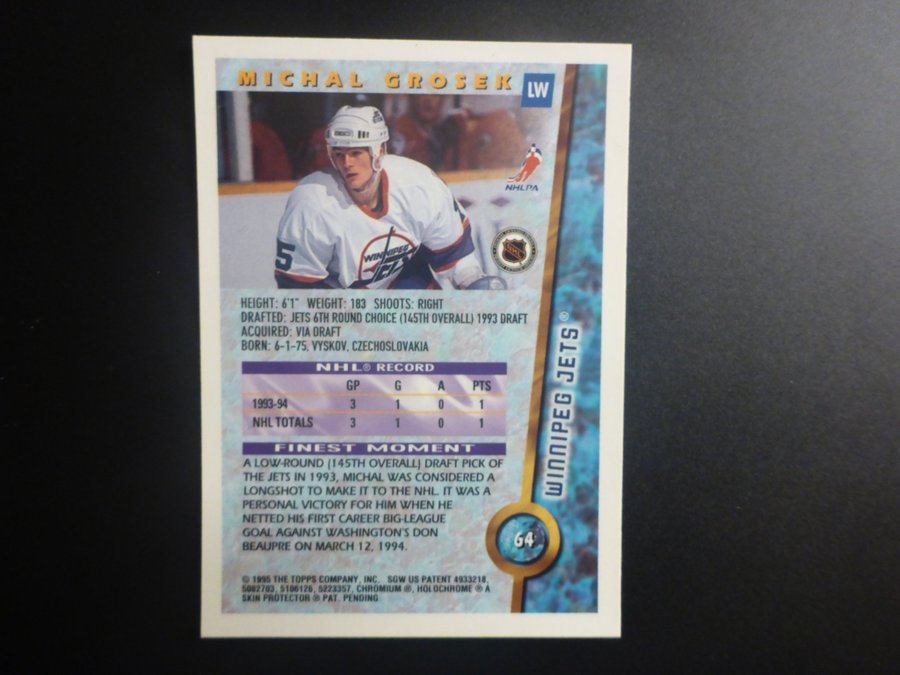 MICHAL GROSEK
LW
NHLPA
WINNIPEG
JETS
5
HEIGHT: 6'1" WEIGHT: 183 SHOOTS: RIGHT
DRAFTED: JETS 6TH ROUND CHOICE (145TH OVERALL) 1993 DRAFT
ACQUIRED: VIA DRAFT
BORN: 6-1-75, VYSKOV, CZECHOSLOVAKIA
NHL® RECORD
GP G A PTS
1993-94 3 1 0 1
NHL TOTALS 3 1 0 1
FINEST MOMENT
A LOW-ROUND (145TH OVERALL) DRAFT PICK OF
THE JETS IN 1993, MICHAL WAS CONSIDERED A
LONGSHOT TO MAKE IT TO THE NHL. IT WAS A
PERSONAL VICTORY FOR HIM WHEN HE
NETTED HIS FIRST CAREER BIG-LEAGUE
GOAL AGAINST WASHINGTON'S DON
BEAUPRE ON MARCH 12, 1994.
WINNIPEG JETS®
64
© 1995 THE TOPPS COMPANY, INC. SGW US PATENT 4933218,
5082703, 5106126, 5223357, CHROMIUM ®, HOLOCHROME ® A
SKIN PROTECTOR ® PAT. PENDING